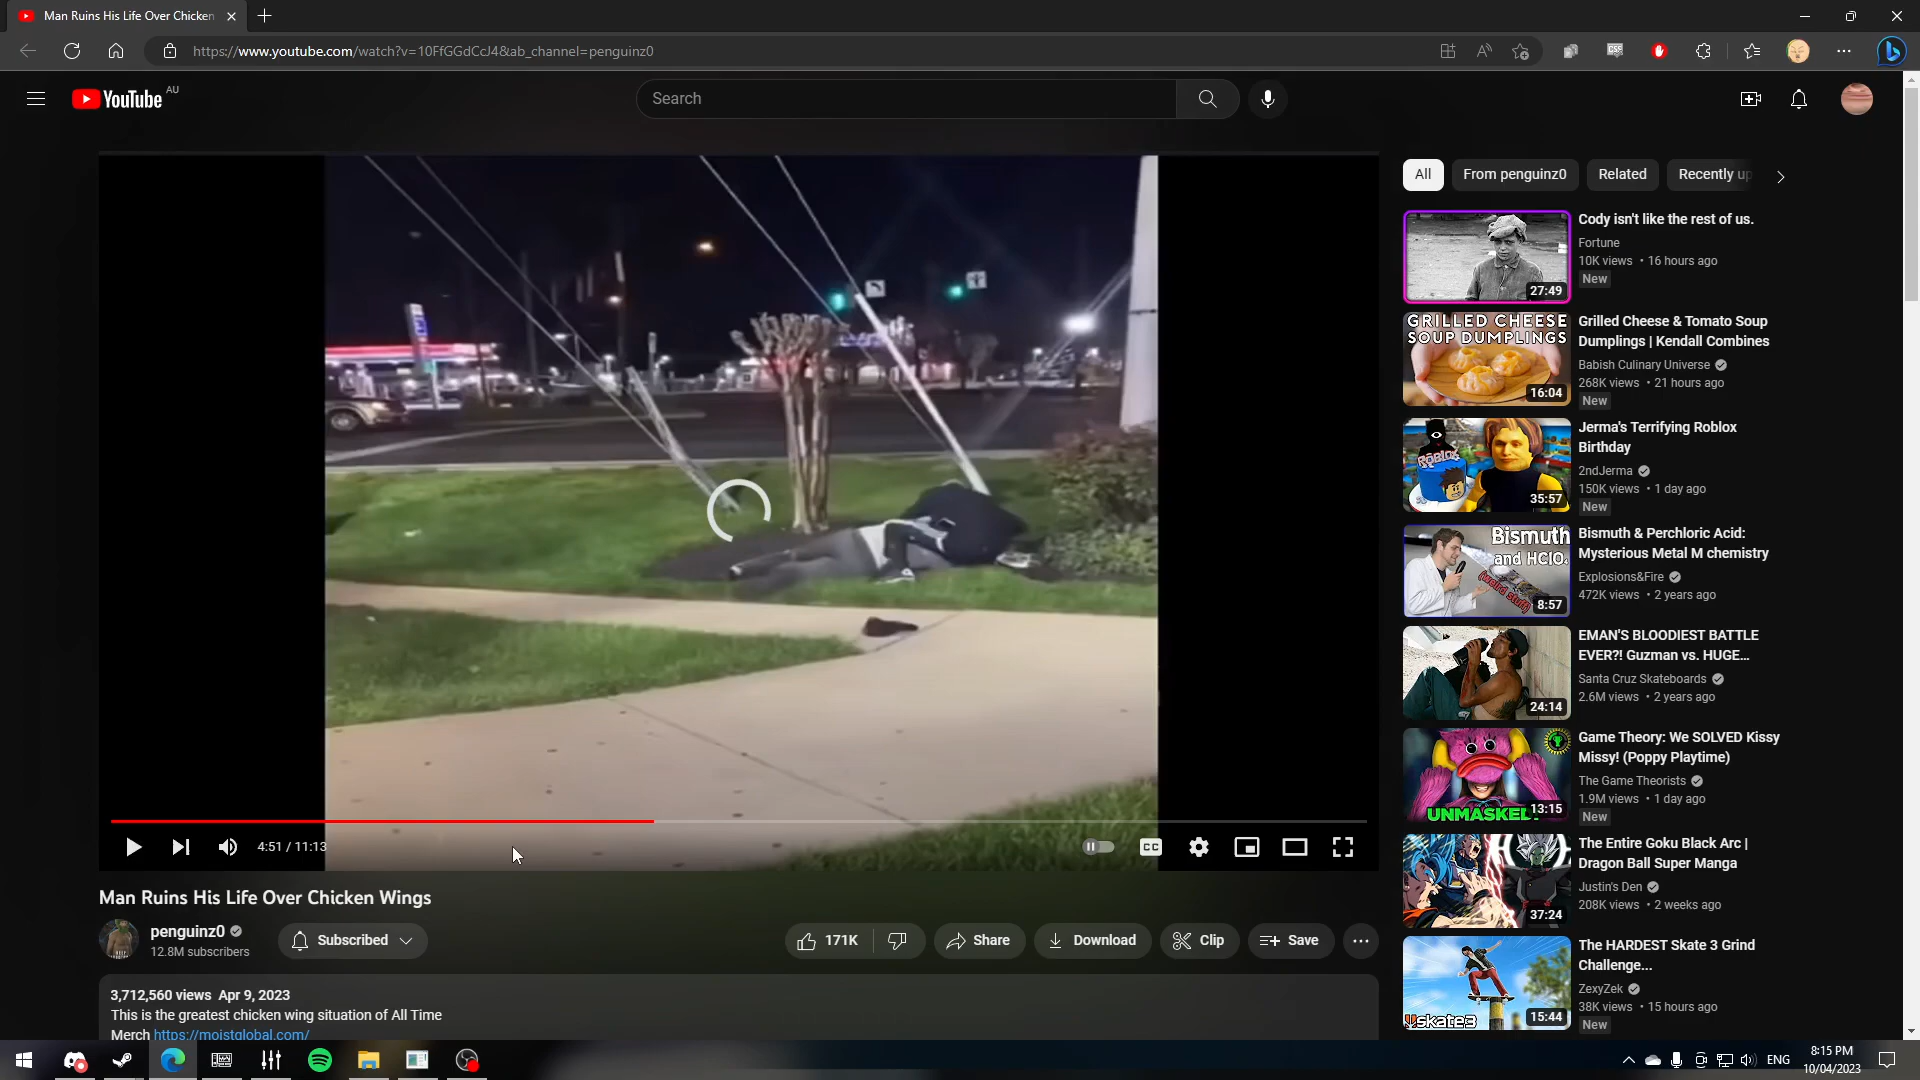 Man Ruins His Life Over Chicken
https://www.youtube.com/watch?v=10FfGGdCcJ4&ab_channel=penguinz0
YouTube AU
Search
All From penguinz0 Related Recently up
Cody isn't like the rest of us.
Fortune
10K views • 16 hours ago
New
27:49
GRILLED CHEESE
SOUP DUMPLINGS
16:04
Grilled Cheese & Tomato Soup
Dumplings | Kendall Combines
Babish Culinary Universe
268K views • 21 hours ago
New
ROBLOX
35:57
Jerma's Terrifying Roblox
Birthday
2ndJerma
150K views • 1 day ago
New
Bismuth
and HClO4
(weird stuff)
8:57
Bismuth & Perchloric Acid:
Mysterious Metal M chemistry
Explosions&Fire
472K views • 2 years ago
24:14
EMAN'S BLOODIEST BATTLE
EVER?! Guzman vs. HUGE...
Santa Cruz Skateboards
2.6M views • 2 years ago
UNMASKED!
13:15
Game Theory: We SOLVED Kissy
Missy! (Poppy Playtime)
The Game Theorists
1.9M views • 1 day ago
New
37:24
The Entire Goku Black Arc |
Dragon Ball Super Manga
Justin's Den
208K views • 2 weeks ago
skate3
15:44
The HARDEST Skate 3 Grind
Challenge...
ZexyZek
38K views • 15 hours ago
New
4:51 / 11:13
CC
Man Ruins His Life Over Chicken Wings
penguinz0
12.8M subscribers
Subscribed
171K
Share
Download
Clip
Save
3,712,560 views Apr 9, 2023
This is the greatest chicken wing situation of All Time
Merch https://moistglobal.com/
ENG
8:15 PM
10/04/2023